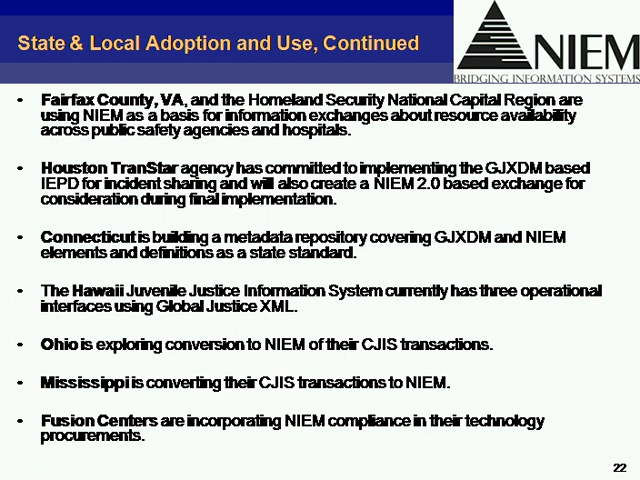 State & Local Adoption and Use, Continued
NIEM
BRIDGING INFORMATION SYSTEMS
• Fairfax County, VA, and the Homeland Security National Capital Region are
using NIEM as a basis for information exchanges about resource availability
across public safety agencies and hospitals.
• Houston TranStar agency has committed to implementing the GJXDM based
IEPD for incident sharing and will also create a NIEM 2.0 based exchange for
consideration during final implementation.
• Connecticut is building a metadata repository covering GJXDM and NIEM
elements and definitions as a state standard.
• The Hawaii Juvenile Justice Information System currently has three operational
interfaces using Global Justice XML.
• Ohio is exploring conversion to NIEM of their CJIS transactions.
• Mississippi is converting their CJIS transactions to NIEM.
• Fusion Centers are incorporating NIEM compliance in their technology
procurements.
22